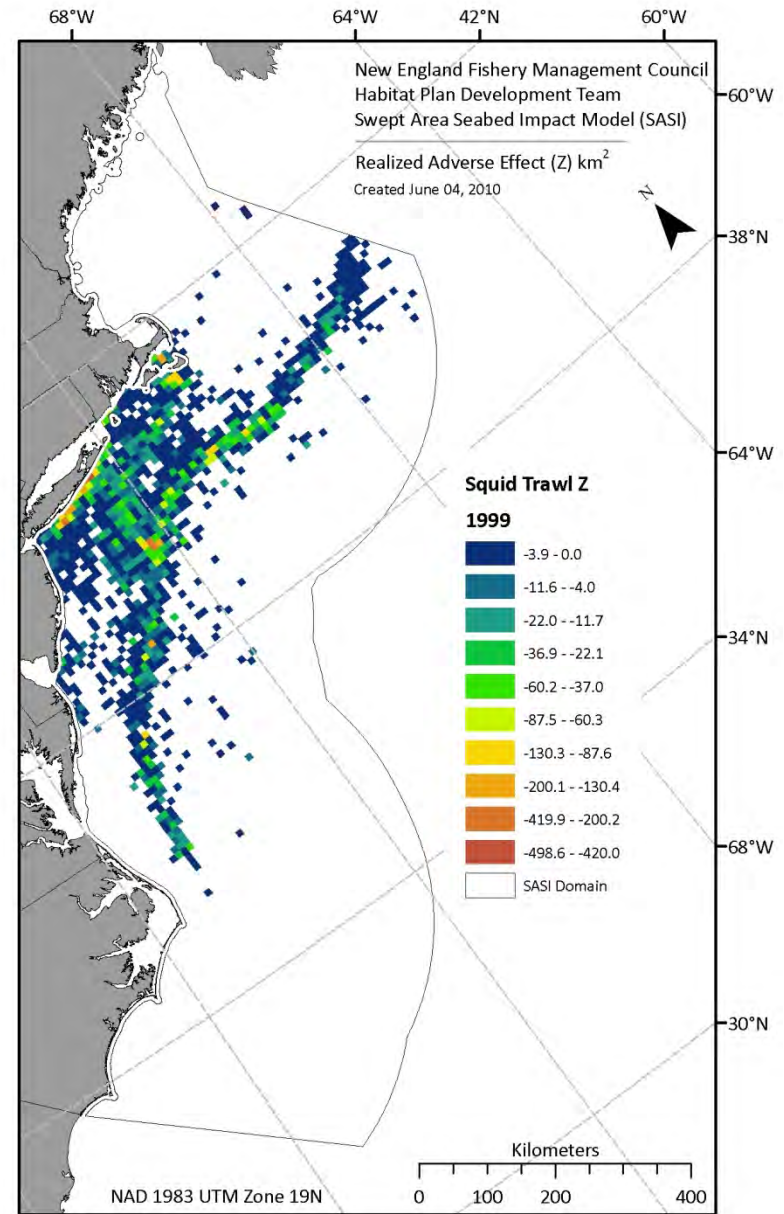 68°W
64°W
42°N
60°W
New England Fishery Management Council
Habitat Plan Development Team
Swept Area Seabed Impact Model (SASI)
Realized Adverse Effect (Z) km²
Created June 04, 2010
N
60°W
38°N
64°W
34°N
68°W
30°N
Squid Trawl Z
1999
-3.9 - 0.0
-11.6 - -4.0
-22.0 - -11.7
-36.9 - -22.1
-60.2 - -37.0
-87.5 - -60.3
-130.3 - -87.6
-200.1 - -130.4
-419.9 - -200.2
-498.6 - -420.0
SASI Domain
Kilometers
0 100 200 400
NAD 1983 UTM Zone 19N